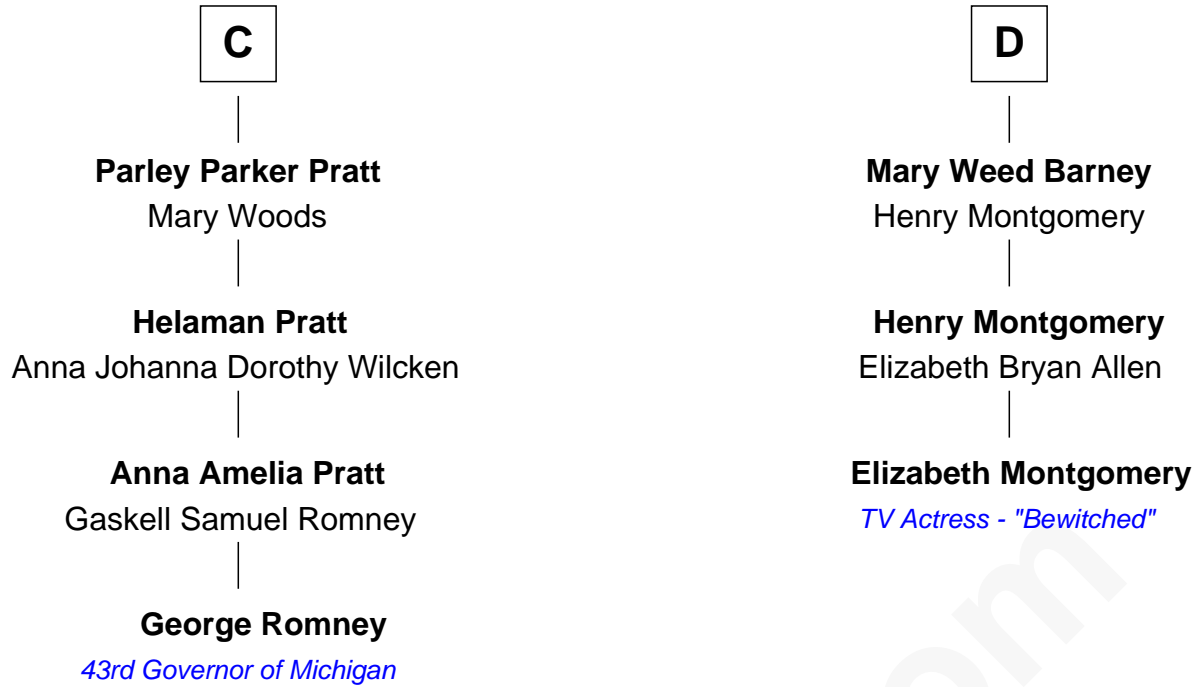 C
Parley Parker Pratt
Mary Woods
Helaman Pratt
Anna Johanna Dorothy Wilcken
Anna Amelia Pratt
Gaskell Samuel Romney
George Romney
43rd Governor of Michigan
D
Mary Weed Barney
Henry Montgomery
Henry Montgomery
Elizabeth Bryan Allen
Elizabeth Montgomery
TV Actress - "Bewitched"
om